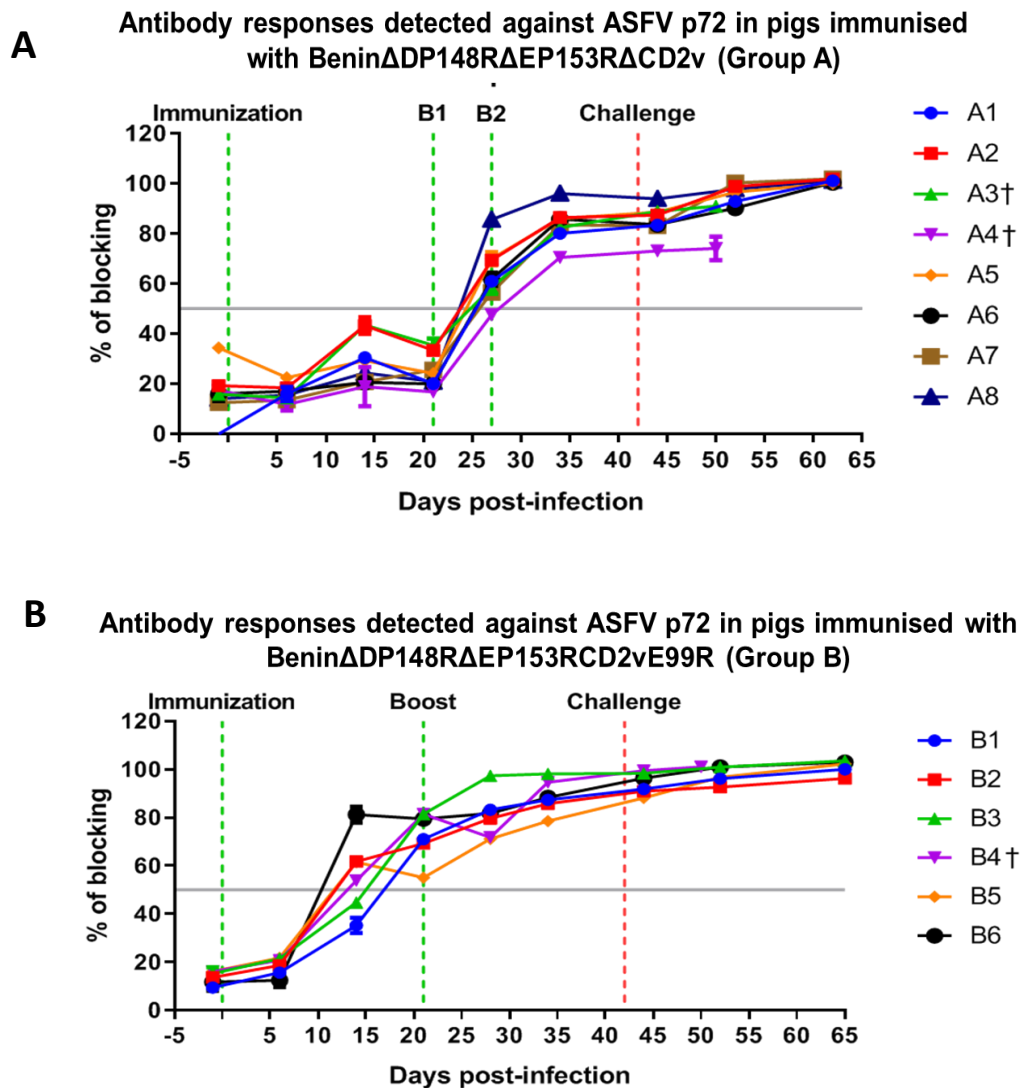 A
Antibody responses detected against ASFV p72 in pigs immunised
with BeninΔDP148RΔEP153RΔCD2v (Group A)
Immunization B1 B2 Challenge
120
100
80
60
40
20
0
% of blocking
-5 0 5 10 15 20 25 30 35 40 45 50 55 60 65
Days post-infection
A1
A2
A3†
A4†
A5
A6
A7
A8
B
Antibody responses detected against ASFV p72 in pigs immunised with
BeninΔDP148RΔEP153RCD2vE99R (Group B)
Immunization Boost Challenge
120
100
80
60
40
20
0
% of blocking
-5 0 5 10 15 20 25 30 35 40 45 50 55 60 65
Days post-infection
B1
B2
B3
B4†
B5
B6